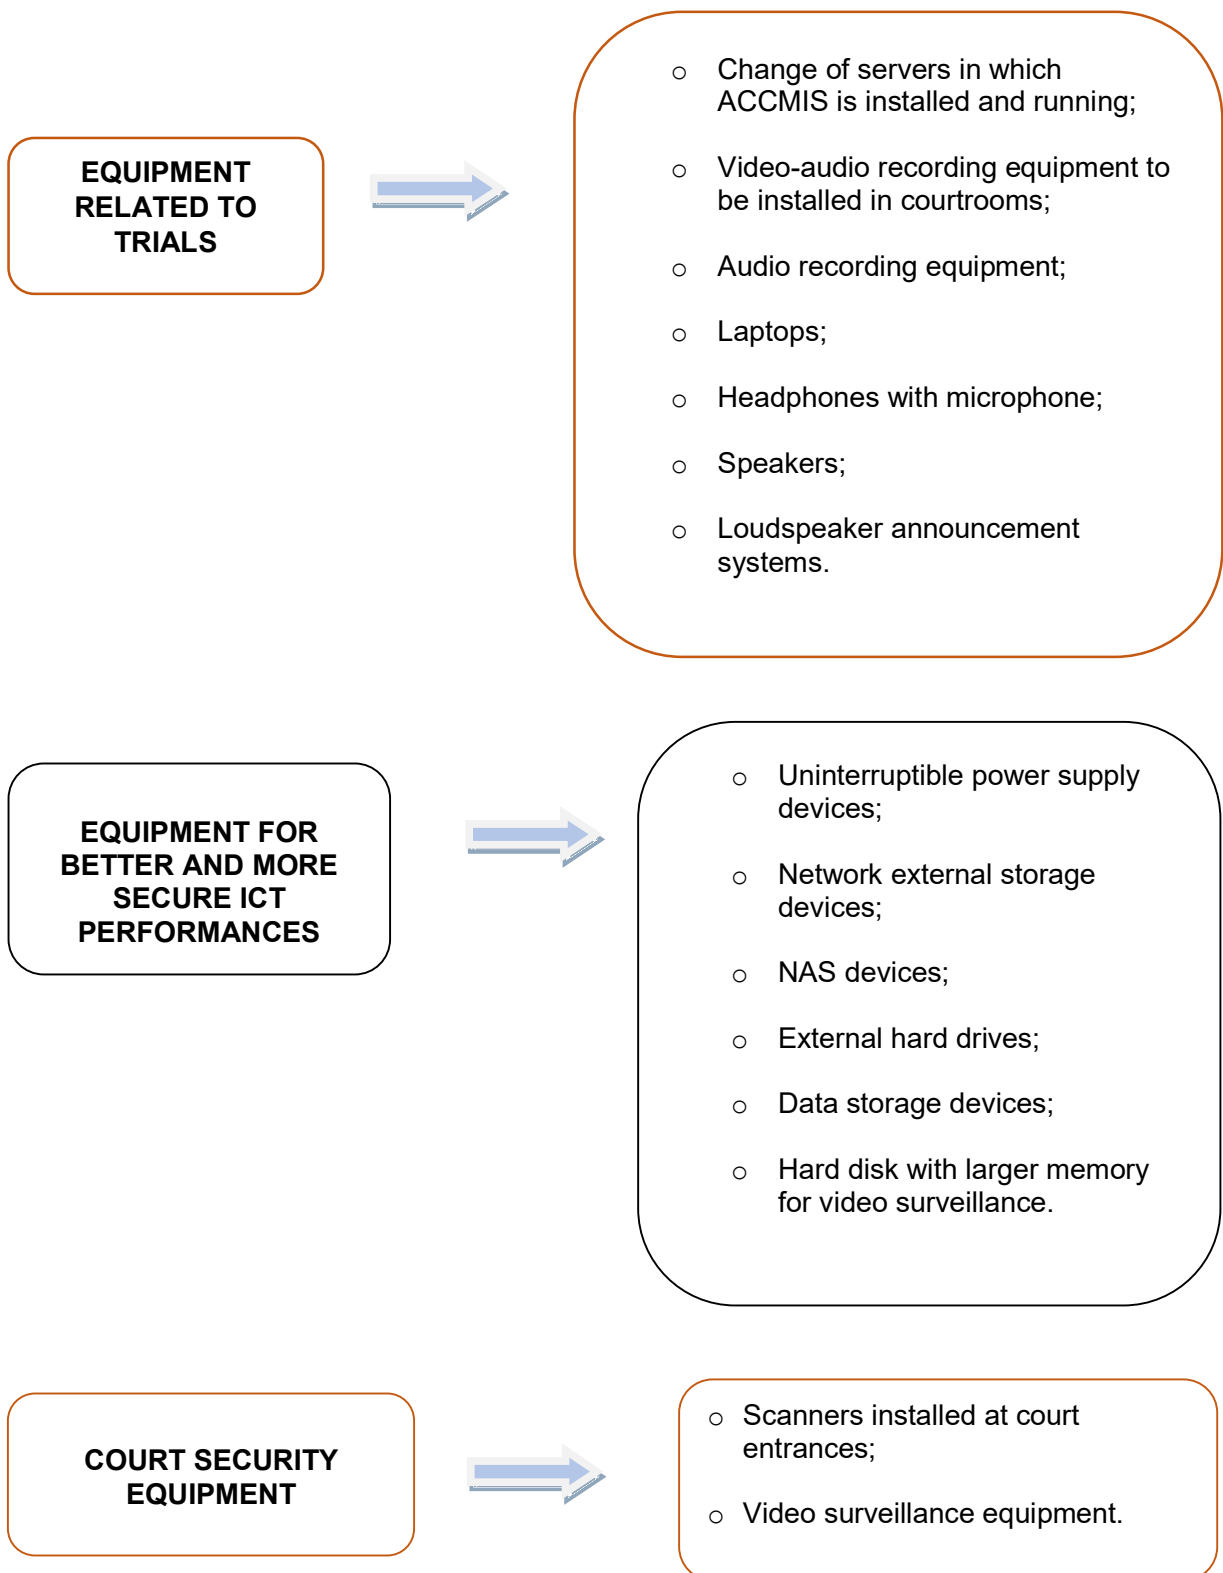 EQUIPMENT
RELATED TO
TRIALS
o Change of servers in which
ACCMIS is installed and running;
o Video-audio recording equipment to
be installed in courtrooms;
o Audio recording equipment;
o Laptops;
o Headphones with microphone;
o Speakers;
o Loudspeaker announcement
systems.
EQUIPMENT FOR
BETTER AND MORE
SECURE ICT
PERFORMANCES
o Uninterruptible power supply
devices;
o Network external storage
devices;
o NAS devices;
o External hard drives;
o Data storage devices;
o Hard disk with larger memory
for video surveillance.
COURT SECURITY
EQUIPMENT
o Scanners installed at court
entrances;
o Video surveillance equipment.